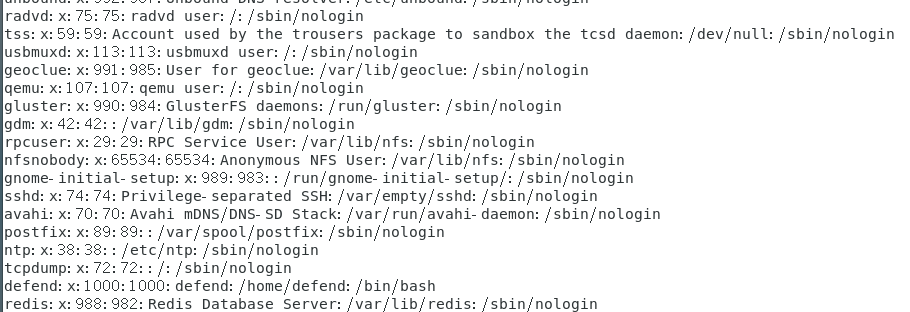 radvd:x:75:75:radvd user:/:/sbin/nologin
tss:x:59:59:Account used by the trousers package to sandbox the tcsd daemon:/dev/null:/sbin/nologin
usbmuxd:x:113:113:usbmuxd user:/:/sbin/nologin
geoclue:x:991:985:User for geoclue:/var/lib/geoclue:/sbin/nologin
qemu:x:107:107:qemu user:/:/sbin/nologin
gluster:x:990:984:GlusterFS daemons:/run/gluster:/sbin/nologin
gdm:x:42:42::/var/lib/gdm:/sbin/nologin
rpcuser:x:29:29:RPC Service User:/var/lib/nfs:/sbin/nologin
nfsnobody:x:65534:65534:Anonymous NFS User:/var/lib/nfs:/sbin/nologin
gnome-initial-setup:x:989:983::/run/gnome-initial-setup/:/sbin/nologin
sshd:x:74:74:Privilege-separated SSH:/var/empty/sshd:/sbin/nologin
avahi:x:70:70:Avahi mDNS/DNS-SD Stack:/var/run/avahi-daemon:/sbin/nologin
postfix:x:89:89::/var/spool/postfix:/sbin/nologin
ntp:x:38:38::/etc/ntp:/sbin/nologin
tcpdump:x:72:72::/:/sbin/nologin
defend:x:1000:1000:defend:/home/defend:/bin/bash
redis:x:988:982:Redis Database Server:/var/lib/redis:/sbin/nologin